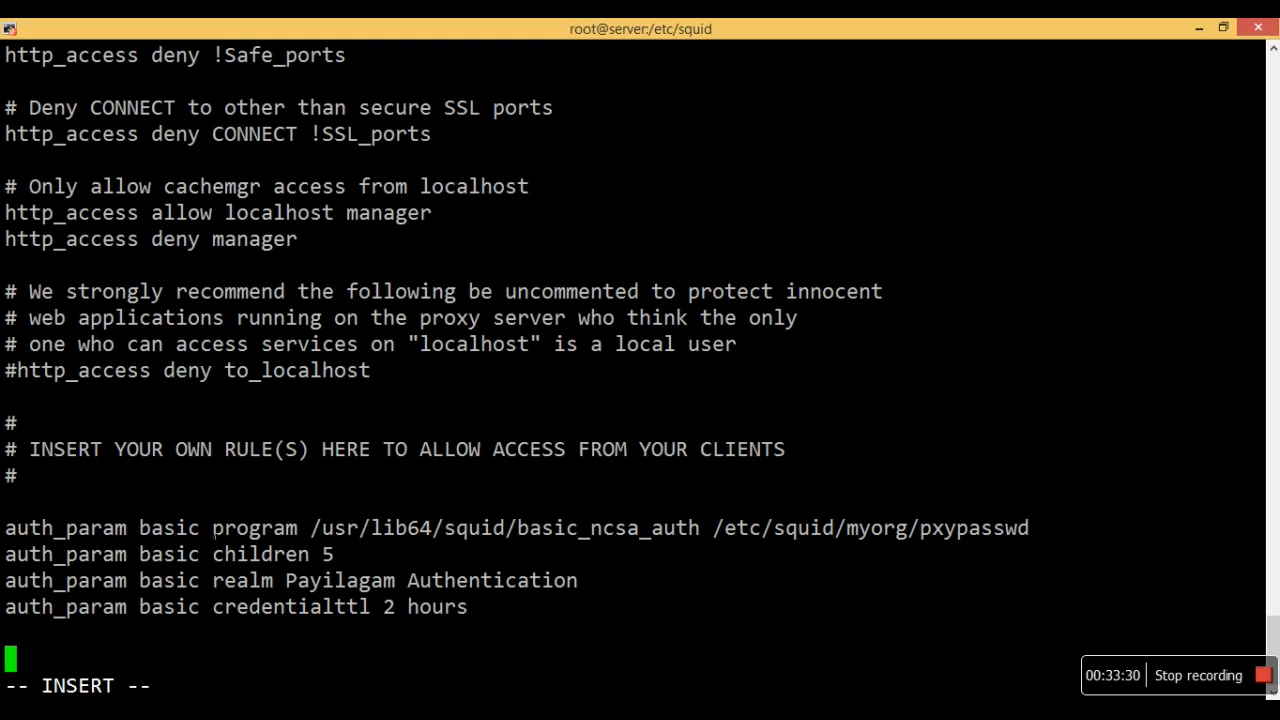 root@server:/etc/squid
http_access deny !Safe_ports
# Deny CONNECT to other than secure SSL ports
http_access deny CONNECT !SSL_ports
# Only allow cachemgr access from localhost
http_access allow localhost manager
http_access deny manager
# We strongly recommend the following be uncommented to protect innocent
# web applications running on the proxy server who think the only
# one who can access services on "localhost" is a local user
#http_access deny to_localhost
#
# INSERT YOUR OWN RULE(S) HERE TO ALLOW ACCESS FROM YOUR CLIENTS
#
auth_param basic program /usr/lib64/squid/basic_ncsa_auth /etc/squid/myorg/pxypasswd
auth_param basic children 5
auth_param basic realm Payilagam Authentication
auth_param basic credentialttl 2 hours
-- INSERT --
00:33:30 Stop recording